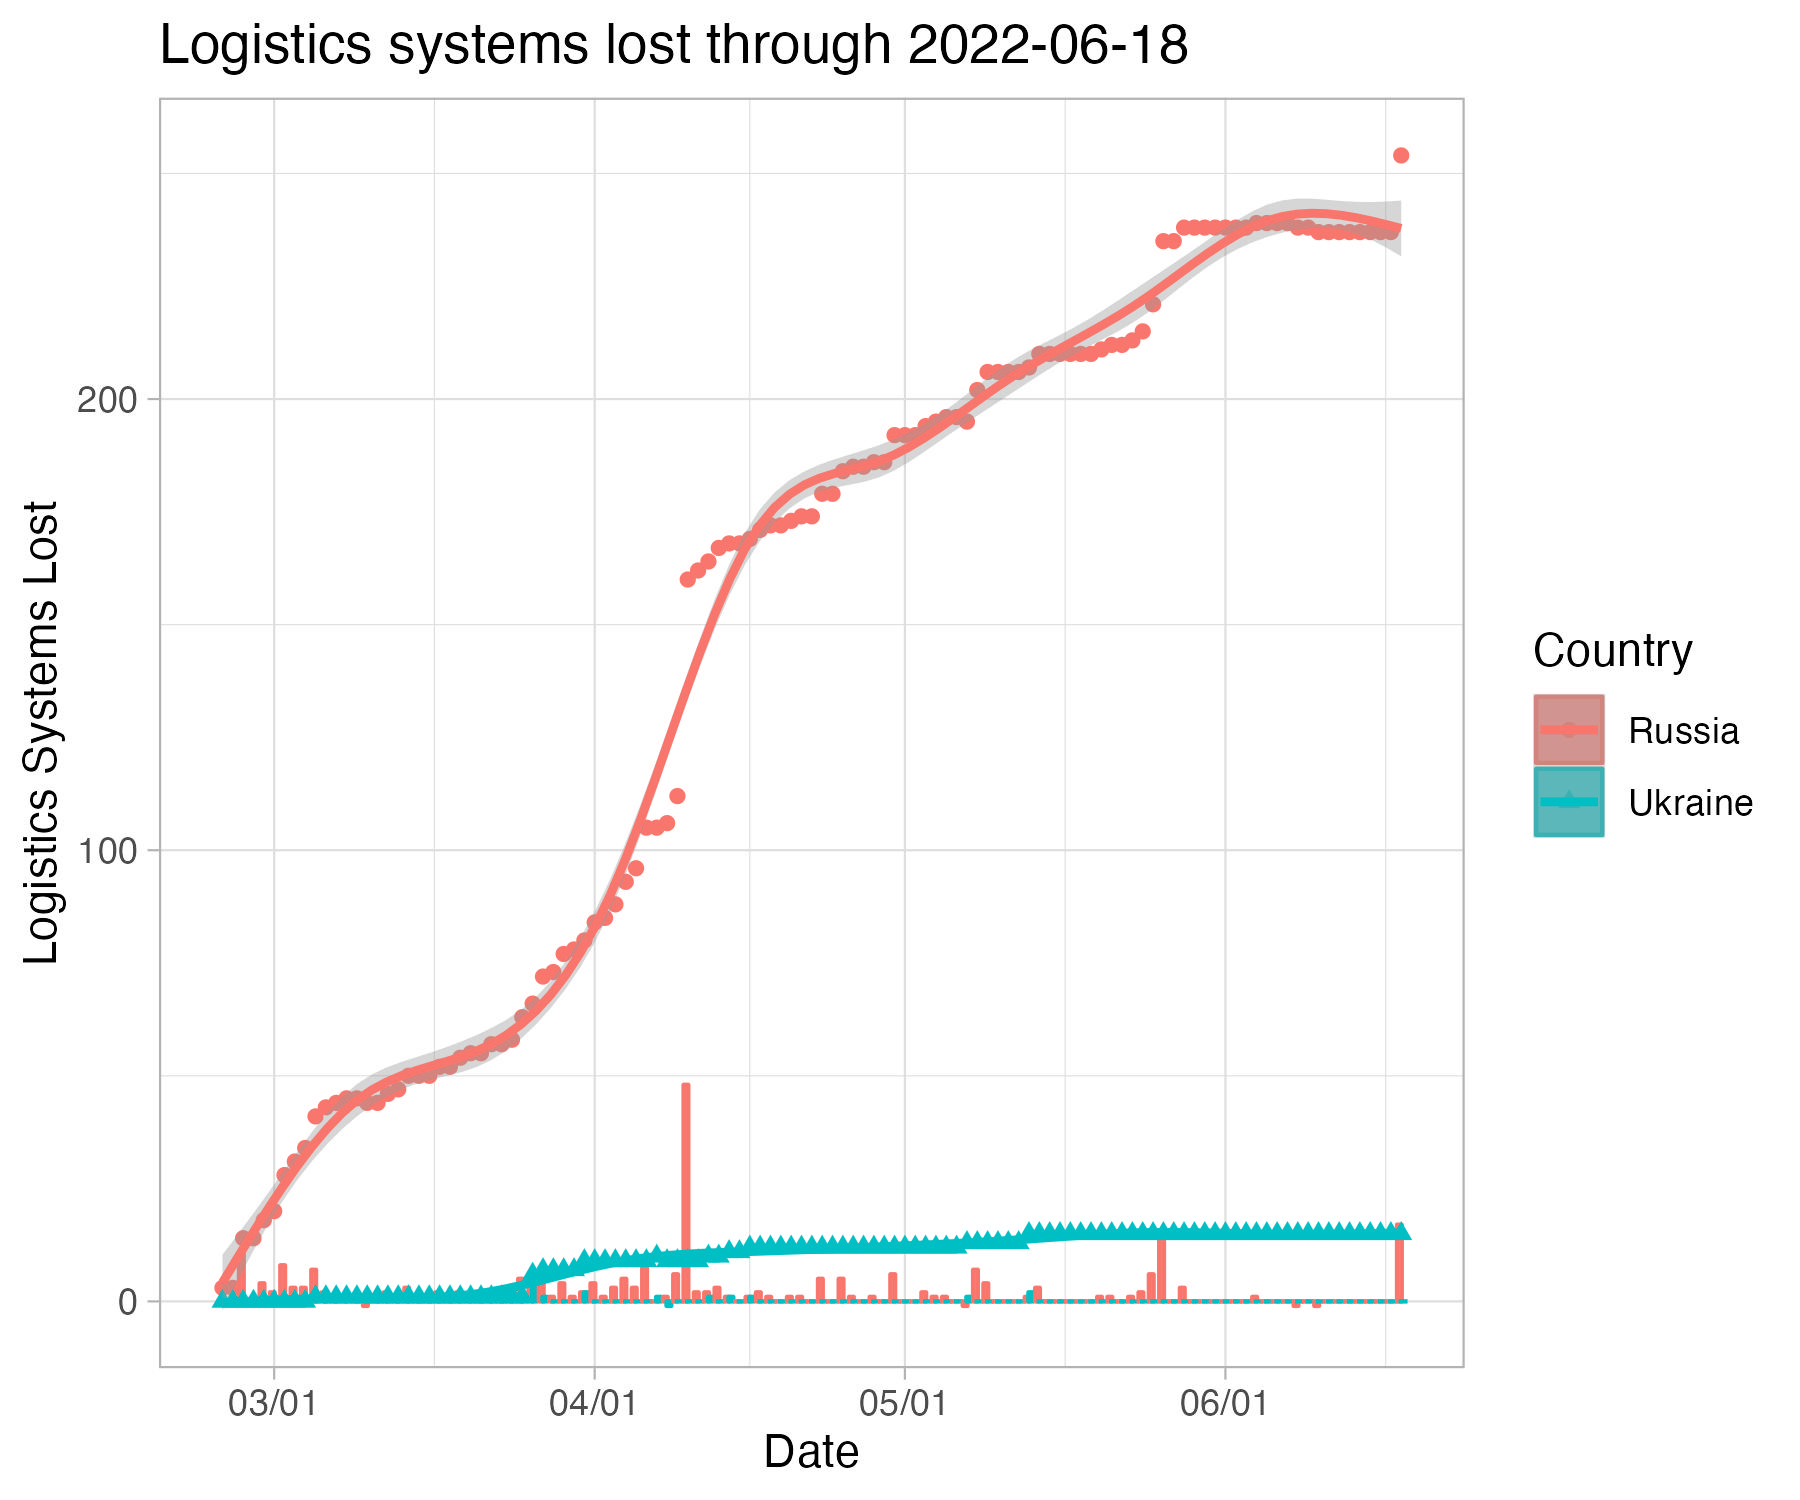 Logistics systems lost through 2022-06-18
Logistics Systems Lost
200
100
0
03/01
04/01
05/01
06/01
Date
Country
Russia
Ukraine